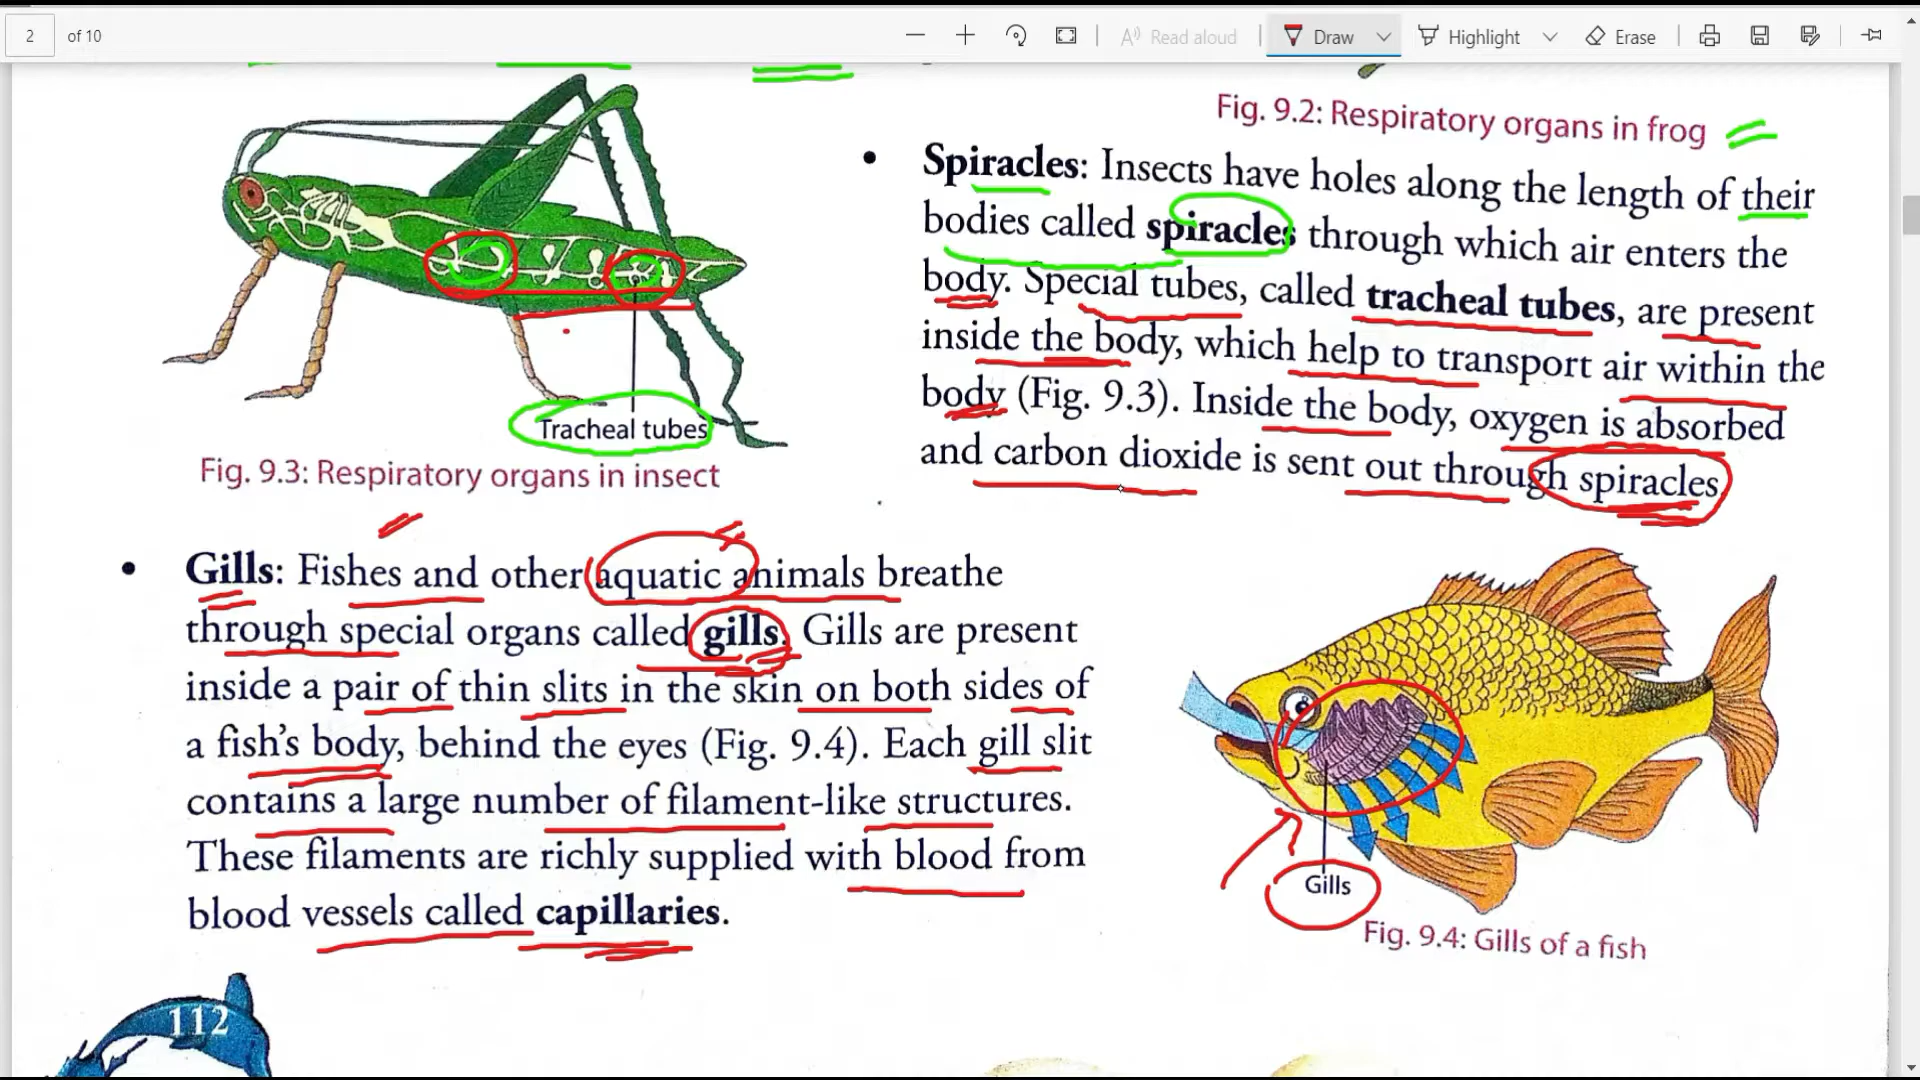 2 of 10
Read aloud
Draw
Highlight
Erase
Fig. 9.2: Respiratory organs in frog
• Spiracles: Insects have holes along the length of their
bodies called spiracles through which air enters the
body. Special tubes, called tracheal tubes, are present
inside the body, which help to transport air within the
body (Fig. 9.3). Inside the body, oxygen is absorbed
and carbon dioxide is sent out through spiracles
Tracheal tubes
Fig. 9.3: Respiratory organs in insect
• Gills: Fishes and other aquatic animals breathe
through special organs called gills. Gills are present
inside a pair of thin slits in the skin on both sides of
a fish's body, behind the eyes (Fig. 9.4). Each gill slit
contains a large number of filament-like structures.
These filaments are richly supplied with blood from
blood vessels called capillaries.
Gills
Fig. 9.4: Gills of a fish
112